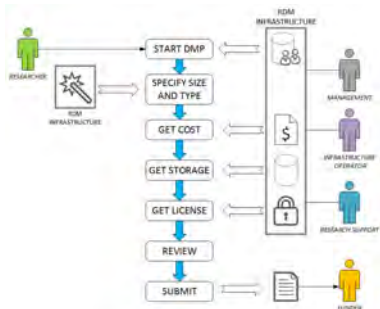 RDM
INFRASTRUCTURE
START DMP
RESEARCHER
SPECIFY SIZE
AND TYPE
RDM
INFRASTRUCTURE
MANAGEMENT
GET COST
INFRASTRUCTURE
OPERATOR
GET STORAGE
GET LICENSE
RESEARCH SUPPORT
REVIEW
SUBMIT
$